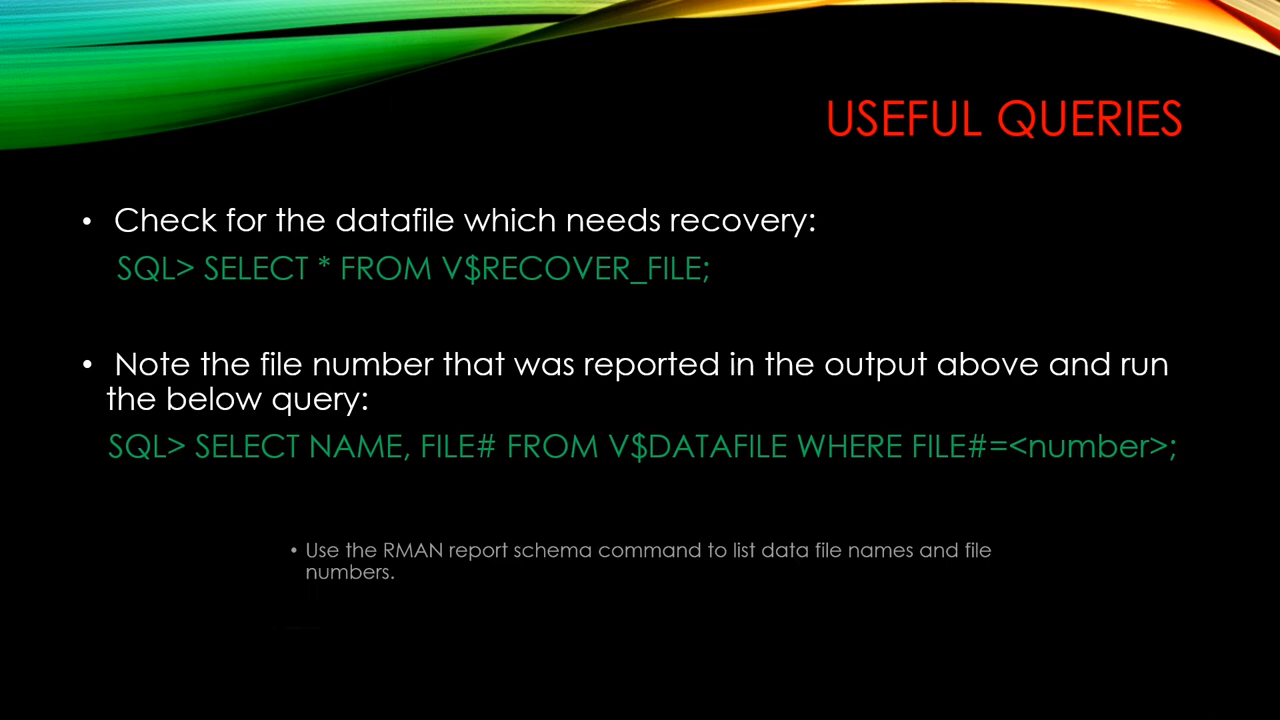 USEFUL QUERIES
• Check for the datafile which needs recovery:
SQL> SELECT * FROM V$RECOVER_FILE;
• Note the file number that was reported in the output above and run
the below query:
SQL> SELECT NAME, FILE# FROM V$DATAFILE WHERE FILE#=<number>;
• Use the RMAN report schema command to list data file names and file
numbers.